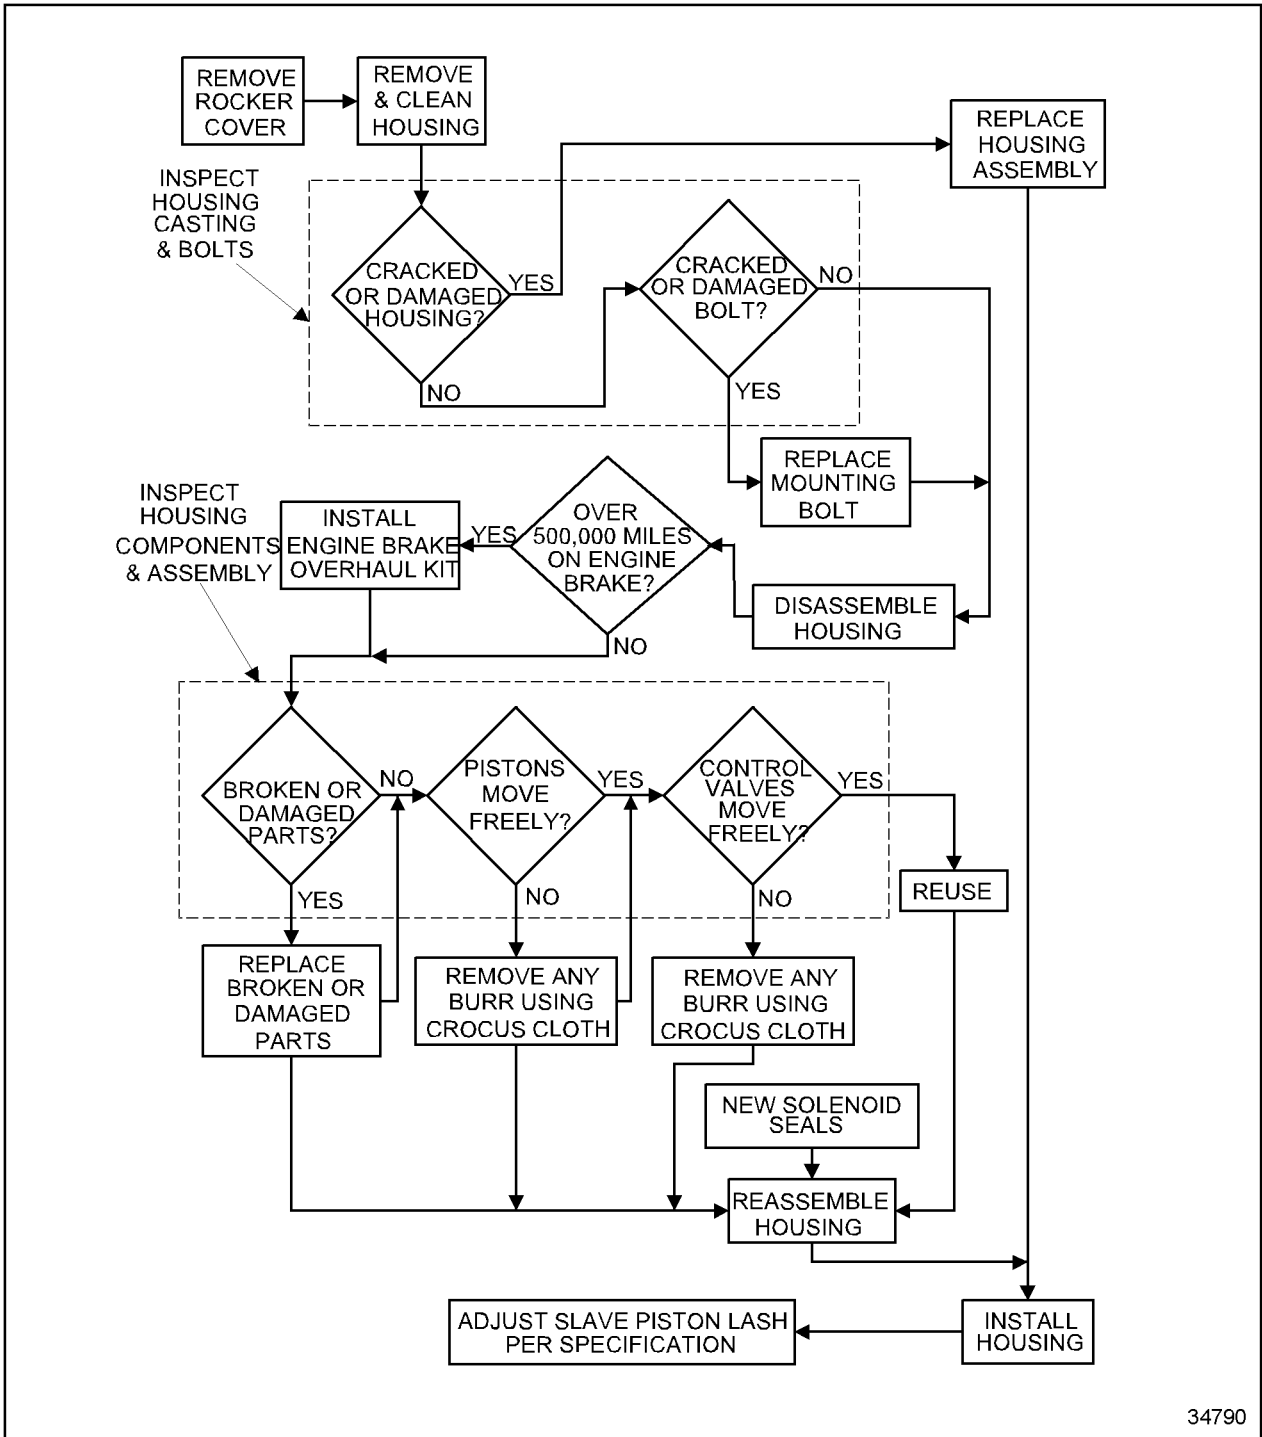 REMOVE
ROCKER
COVER
REMOVE
& CLEAN
HOUSING
REPLACE
HOUSING
ASSEMBLY
INSPECT
HOUSING
CASTING
& BOLTS
CRACKED
OR DAMAGED
HOUSING?
YES
NO
CRACKED
OR DAMAGED
BOLT?
NO
YES
REPLACE
MOUNTING
BOLT
INSPECT
HOUSING
COMPONENTS
& ASSEMBLY
INSTALL
ENGINE BRAKE
OVERHAUL KIT
YES
OVER
500,000 MILES
ON ENGINE
BRAKE?
NO
DISASSEMBLE
HOUSING
BROKEN OR
DAMAGED
PARTS?
NO
YES
PISTONS
MOVE
FREELY?
YES
NO
CONTROL
VALVES
MOVE
FREELY?
YES
NO
REUSE
REPLACE
BROKEN OR
DAMAGED
PARTS
REMOVE ANY
BURR USING
CROCUS CLOTH
REMOVE ANY
BURR USING
CROCUS CLOTH
NEW SOLENOID
SEALS
REASSEMBLE
HOUSING
ADJUST SLAVE PISTON LASH
PER SPECIFICATION
INSTALL
HOUSING
34790